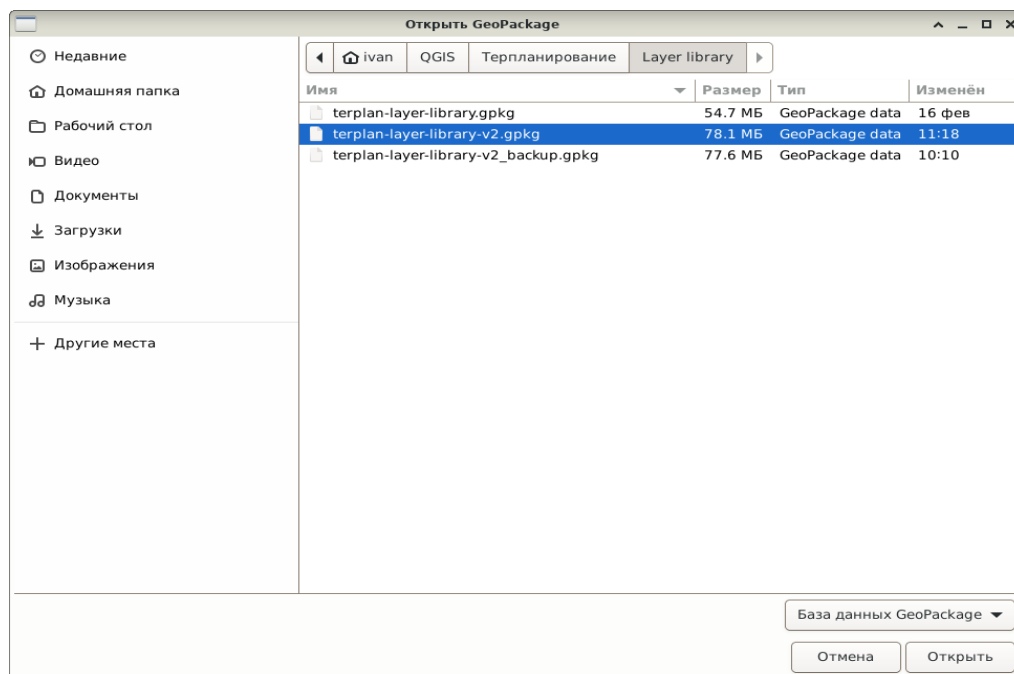 Открыть GeoPackage
Недавние
Домашняя папка
Рабочий стол
Видео
Документы
Загрузки
Изображения
Музыка
Другие места
ivan QGIS Терпланирование Layer library
Имя Размер Тип Изменён
terplan-layer-library.gpkg 54.7 МБ GeoPackage data 16 фев
terplan-layer-library-v2.gpkg 78.1 МБ GeoPackage data 11:18
terplan-layer-library-v2_backup.gpkg 77.6 МБ GeoPackage data 10:10
База данных GeoPackage
Отмена Открыть